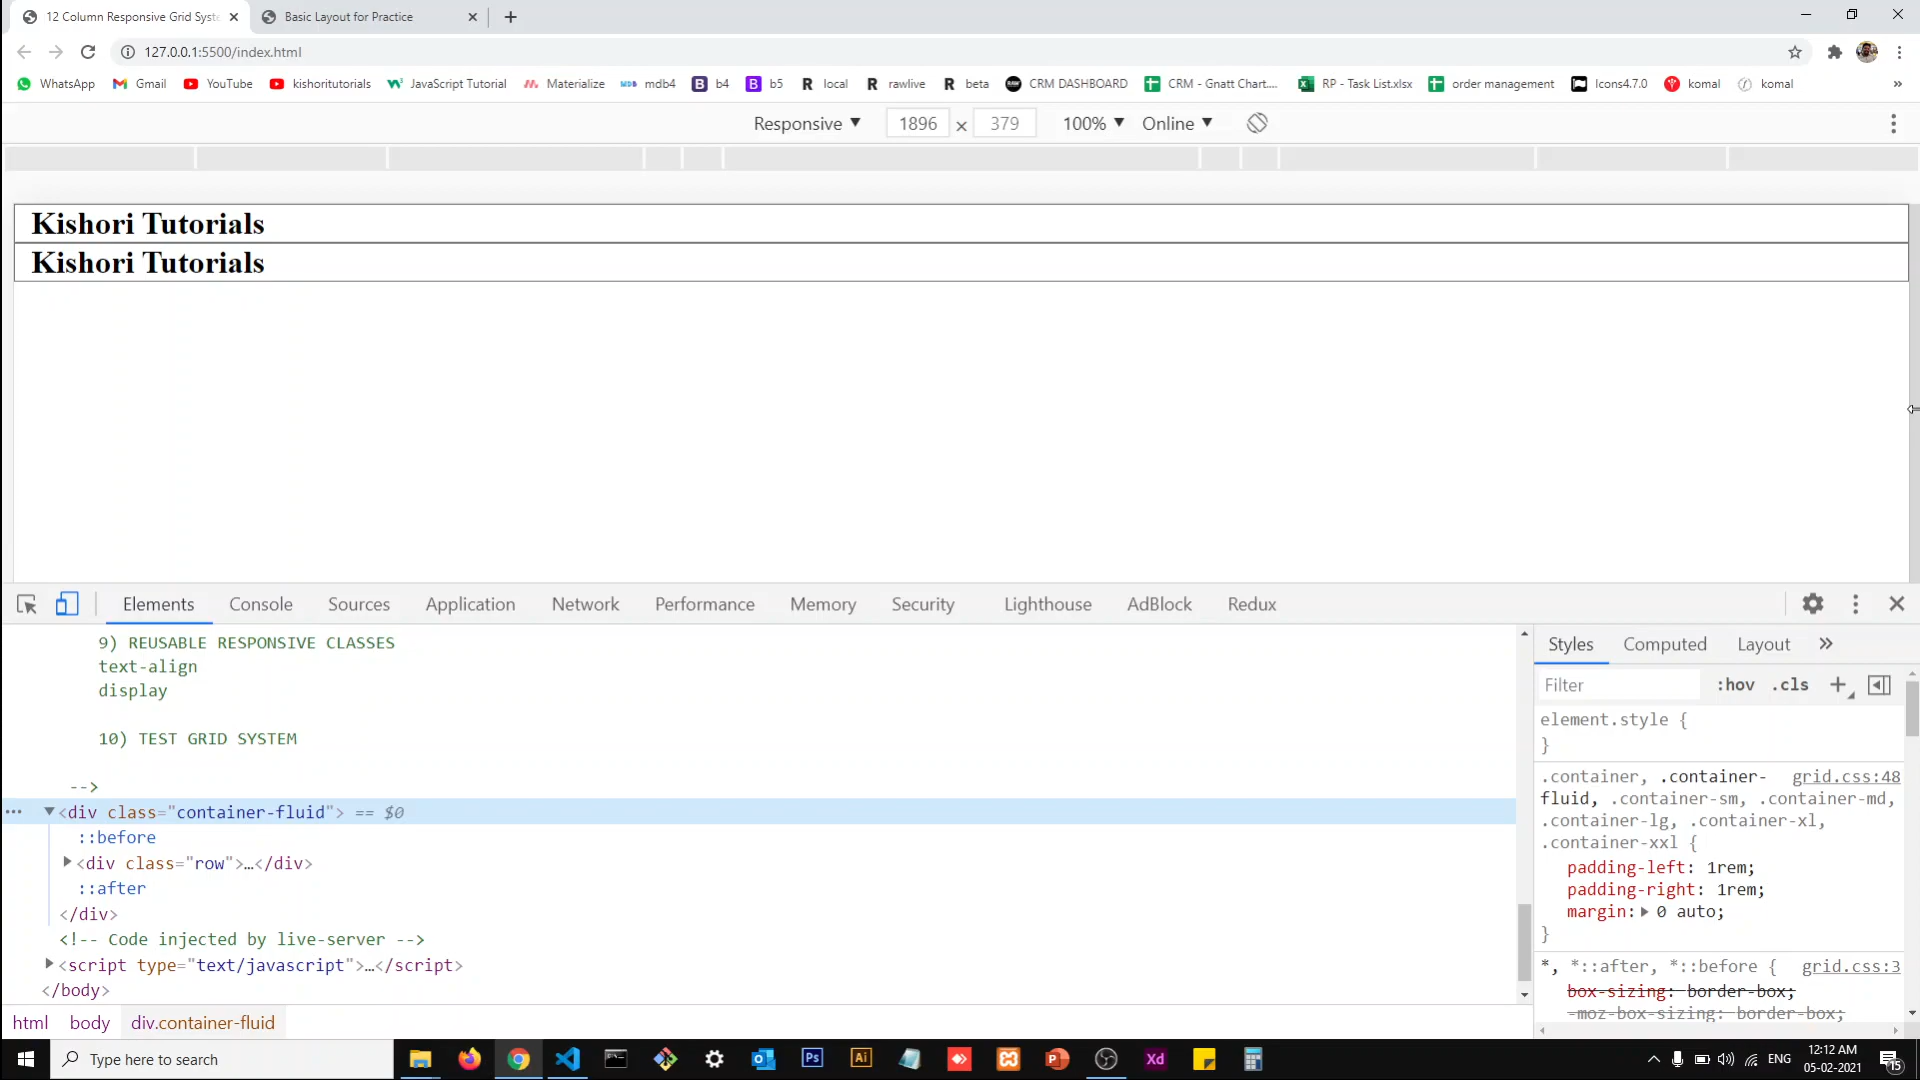 12 Column Responsive Grid Syste
Basic Layout for Practice
127.0.0.1:5500/index.html
WhatsApp Gmail YouTube kishoritutorials JavaScript Tutorial Materialize mdb4 b4 b5 local rawlive beta CRM DASHBOARD CRM - Gnatt Chart.... RP - Task List.xlsx order management Icons4.7.0 komal komal »
Responsive 1896 × 379 100% Online
Kishori Tutorials
Kishori Tutorials
Elements Console Sources Application Network Performance Memory Security Lighthouse AdBlock Redux
9) REUSABLE RESPONSIVE CLASSES
text-align
display
10) TEST GRID SYSTEM
-->
<div class="container-fluid"> == $0
::before
<div class="row">…</div>
::after
</div>
<!-- Code injected by live-server -->
<script type="text/javascript">…</script>
</body>
html body div.container-fluid
Styles Computed Layout »
Filter :hov .cls +
element.style {
}
.container, .container- grid.css:48
fluid, .container-sm, .container-md,
.container-lg, .container-xl,
.container-xxl {
padding-left: 1rem;
padding-right: 1rem;
margin: 0 auto;
}
*, *::after, *::before { grid.css:3
box-sizing: border-box;
-moz-box-sizing: border-box;
Type here to search
Ps Ai Xd
ENG
12:12 AM
05-02-2021
15